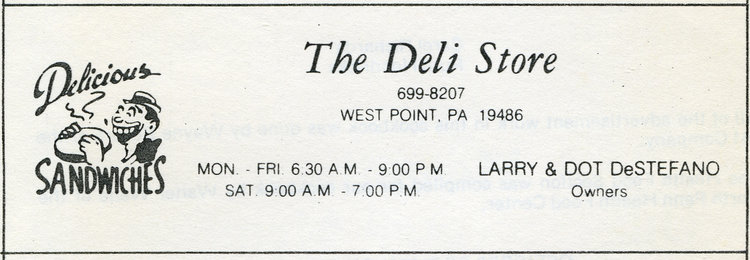 The Deli Store
699-8207
WEST POINT, PA 19486
Delicious
SANDWICHES
MON. - FRI. 6:30 A.M. - 9:00 P.M.
SAT. 9:00 A.M. - 7:00 P.M.
LARRY & DOT DeSTEFANO
Owners